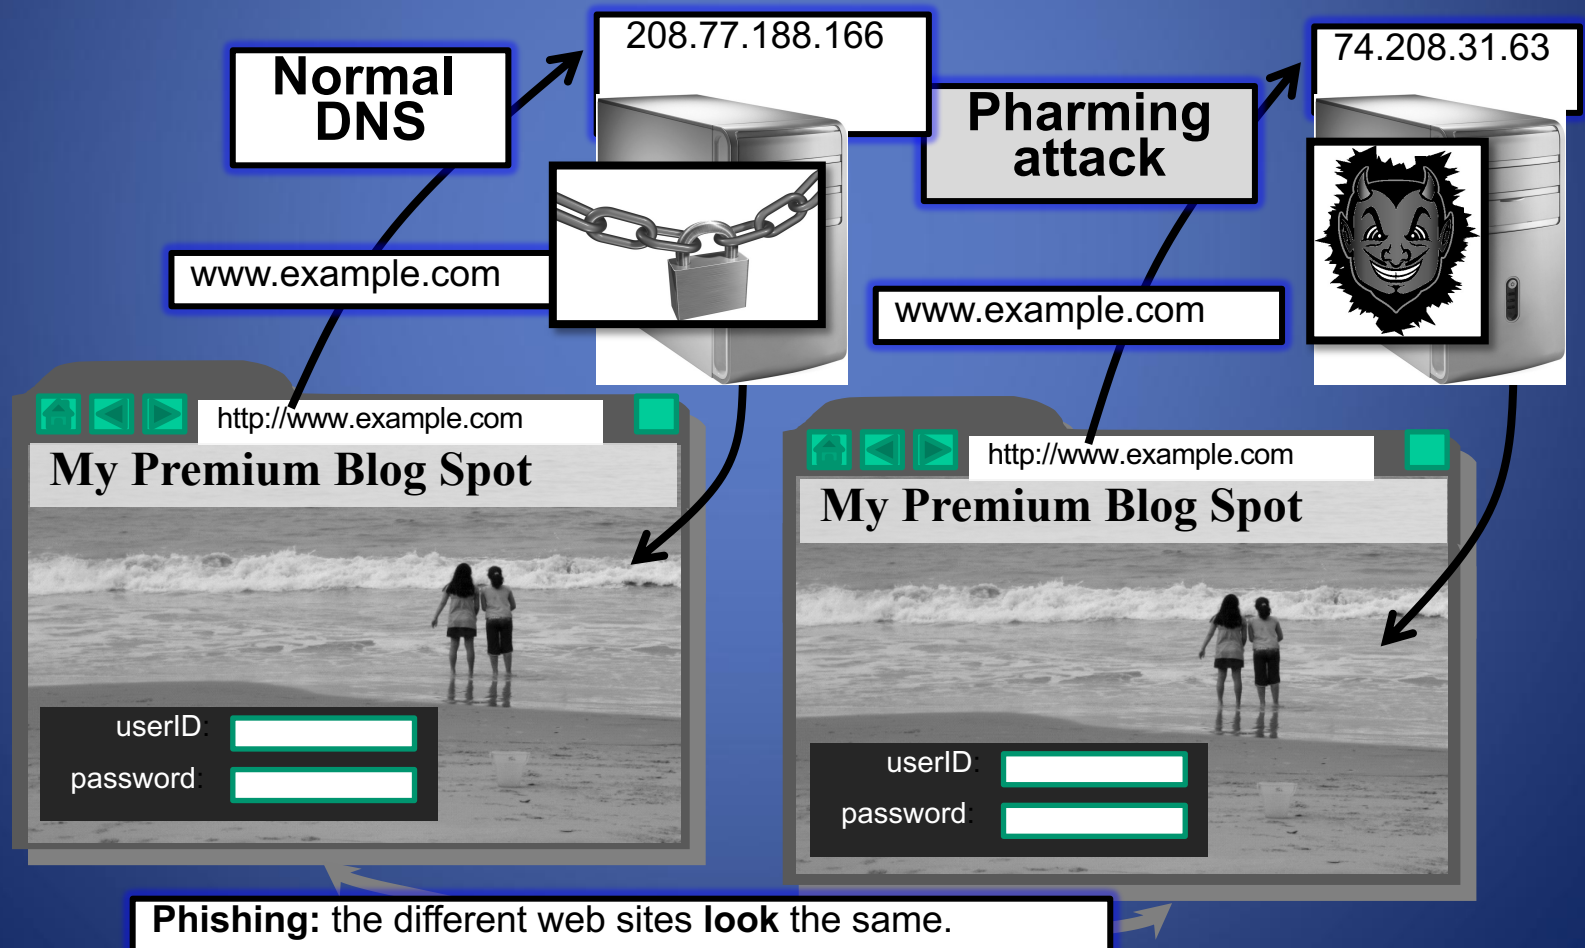 Normal
DNS
208.77.188.166
www.example.com
http://www.example.com
My Premium Blog Spot
userID:
password:
Pharming
attack
74.208.31.63
www.example.com
http://www.example.com
My Premium Blog Spot
userID:
password:
Phishing: the different web sites look the same.